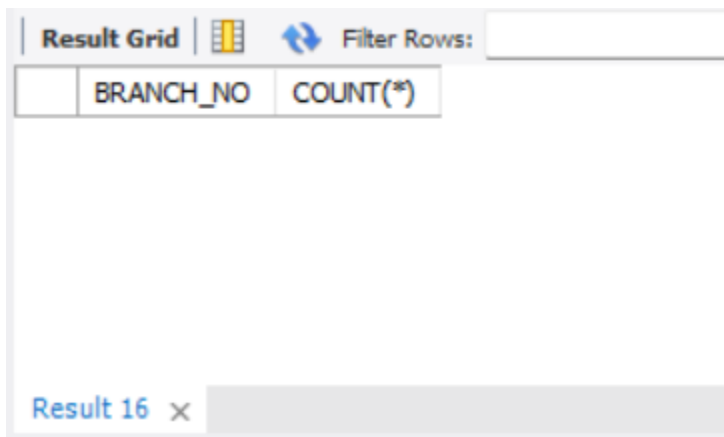 Result Grid Filter Rows:
BRANCH_NO COUNT(*)
Result 16